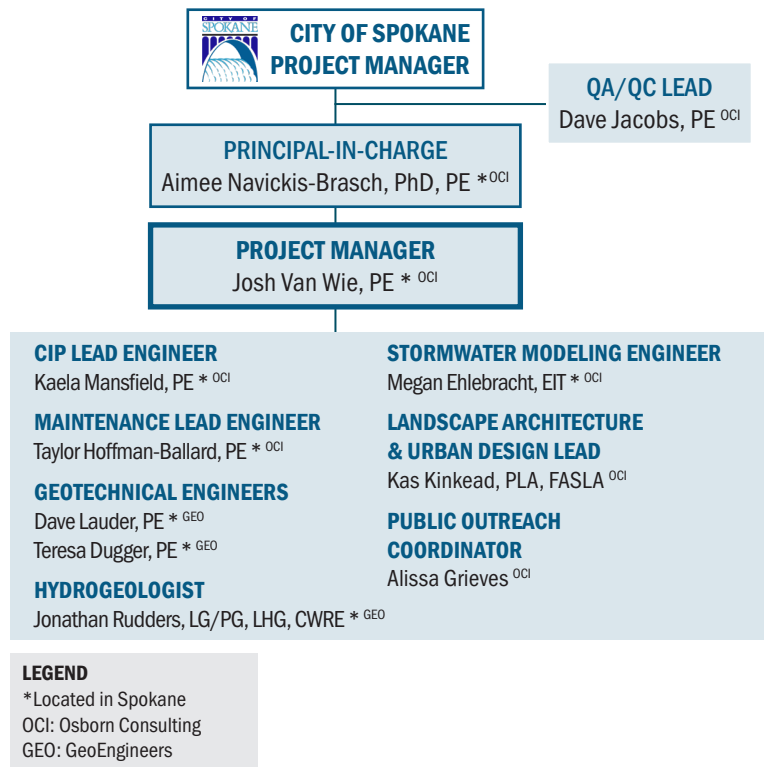 CITY OF
SPOKANE
CITY OF SPOKANE
PROJECT MANAGER
QA/QC LEAD
Dave Jacobs, PE OCI
PRINCIPAL-IN-CHARGE
Aimee Navickis-Brasch, PhD, PE *OCI
PROJECT MANAGER
Josh Van Wie, PE * OCI
CIP LEAD ENGINEER
Kaela Mansfield, PE * OCI
MAINTENANCE LEAD ENGINEER
Taylor Hoffman-Ballard, PE * OCI
GEOTECHNICAL ENGINEERS
Dave Lauder, PE * GEO
Teresa Dugger, PE * GEO
HYDROGEOLOGIST
Jonathan Rudders, LG/PG, LHG, CWRE * GEO
STORMWATER MODELING ENGINEER
Megan Ehlebracht, EIT * OCI
LANDSCAPE ARCHITECTURE
& URBAN DESIGN LEAD
Kas Kinkead, PLA, FASLA OCI
PUBLIC OUTREACH
COORDINATOR
Alissa Grieves OCI
LEGEND
*Located in Spokane
OCI: Osborn Consulting
GEO: GeoEngineers